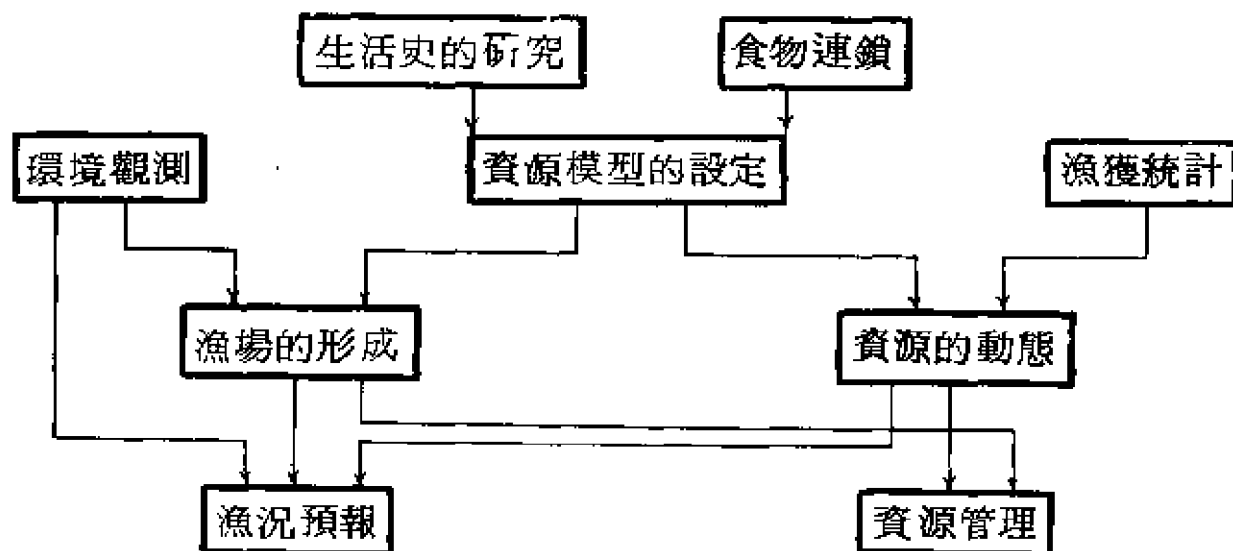 生活史的研究
食物連鎖
環境觀測
資源模型的設定
漁獲統計
漁場的形成
資源的動態
漁況預報
資源管理